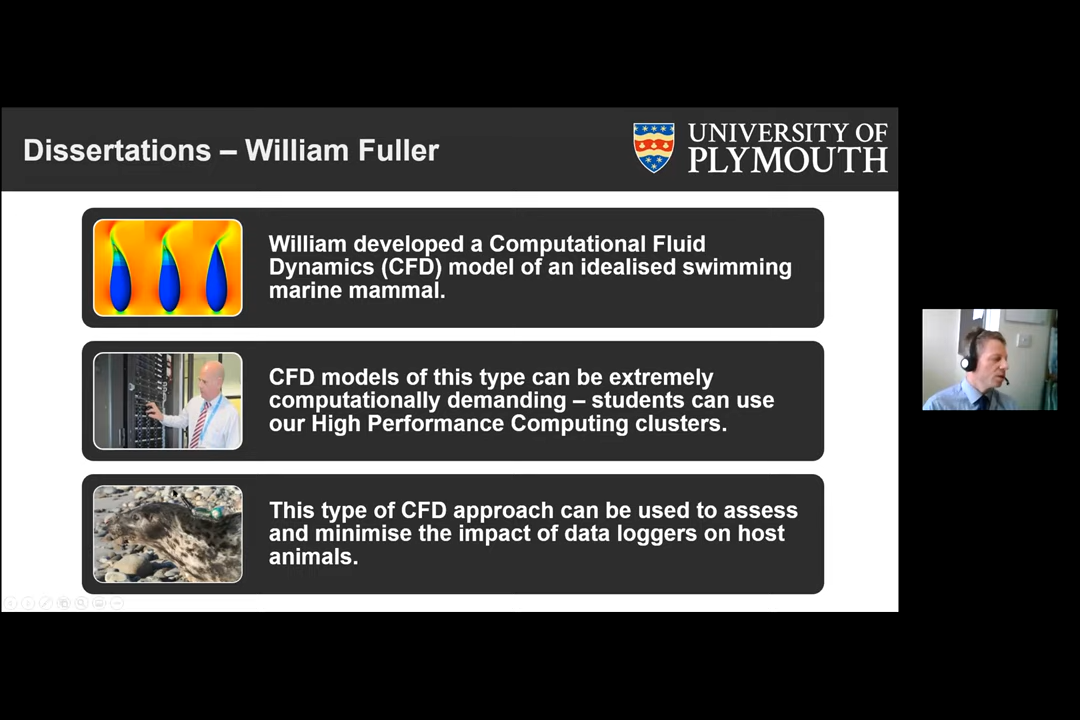 Dissertations – William Fuller
UNIVERSITY OF
PLYMOUTH
William developed a Computational Fluid
Dynamics (CFD) model of an idealised swimming
marine mammal.
CFD models of this type can be extremely
computationally demanding – students can use
our High Performance Computing clusters.
This type of CFD approach can be used to assess
and minimise the impact of data loggers on host
animals.